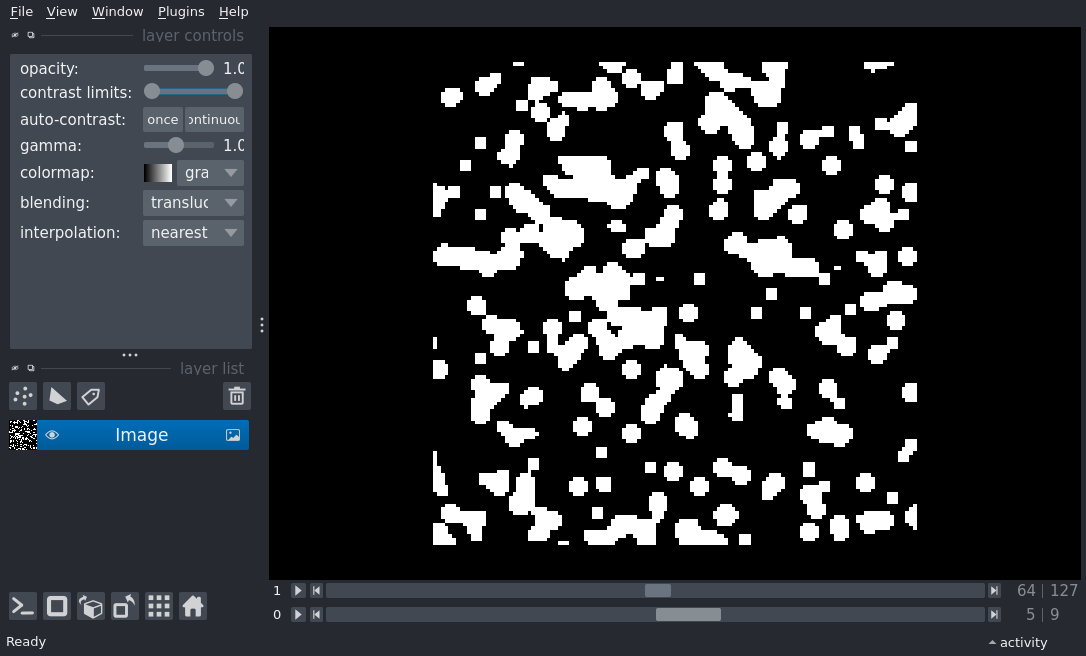 File View Window Plugins Help
layer controls
opacity: 1.0
contrast limits:
auto-contrast: once ontinuou
gamma: 1.0
colormap: gra
blending: transluc
interpolation: nearest
layer list
Image
1 64 | 127
0 5 | 9
Ready activity